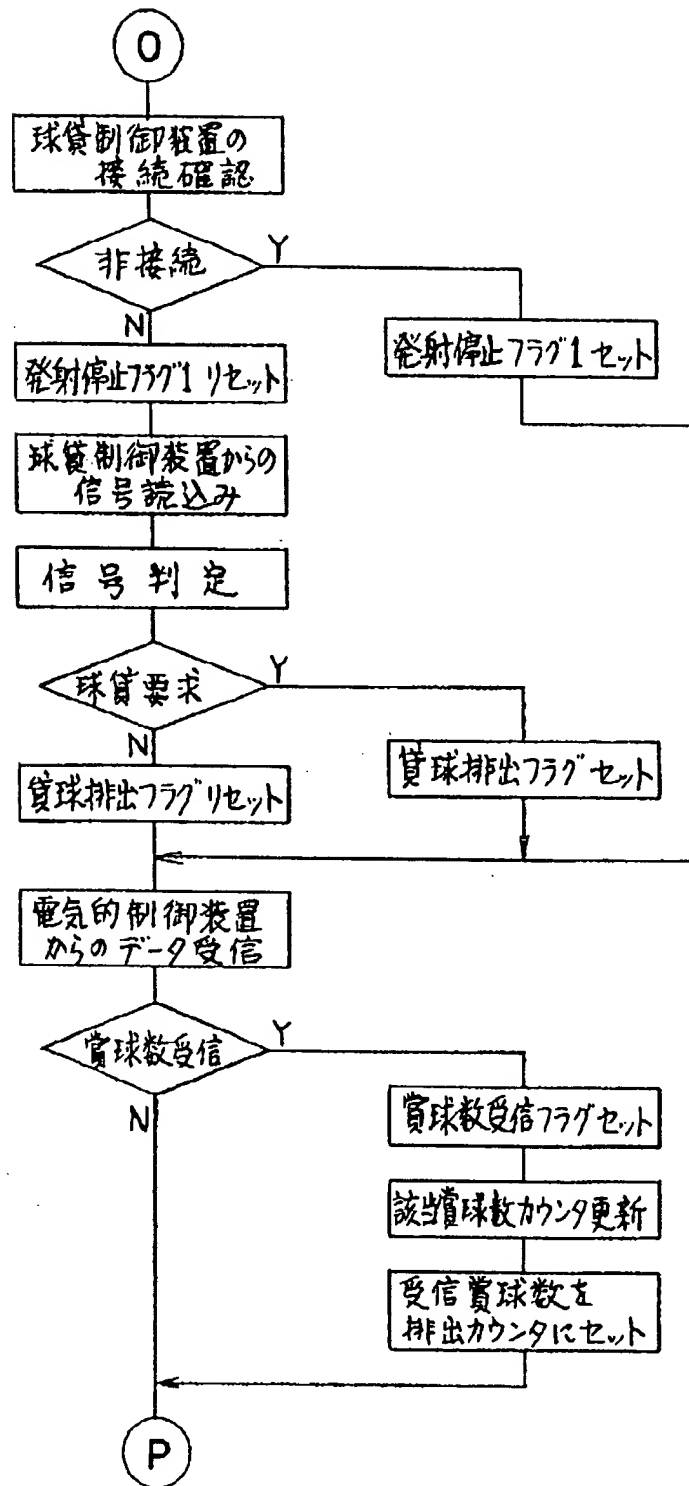 O
球貸制御装置の
接続確認
非接続
Y
N
発射停止フラグ1リセット
発射停止フラグ1セット
球貸制御装置からの
信号読込み
信号判定
球貸要求
Y
N
貸球排出フラグリセット
貸球排出フラグセット
電気的制御装置
からのデータ受信
賞球数受信
Y
N
賞球数受信フラグセット
該当賞球数カウンタ更新
受信賞球数を
排出カウンタにセット
P